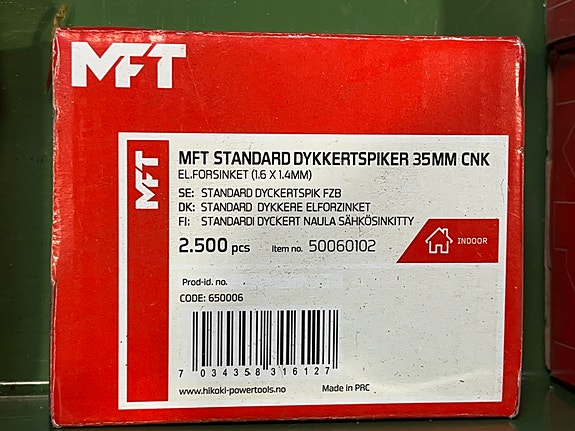 MFT
MFT
MFT STANDARD DYKKERTSPIKER 35MM CNK
EL.FORSINKET (1.6 X 1.4MM)
SE: STANDARD DYCKERTSPIK FZB
DK: STANDARD DYKKERE ELFORZINKET
FI: STANDARDI DYCKERT NAULA SÄHKÖSINKITTY
2.500 pcs Item no. 50060102
INDOOR
Prod-id. no.
CODE: 650006
7 034358 316127
www.hikoki-powertools.no Made in PRC